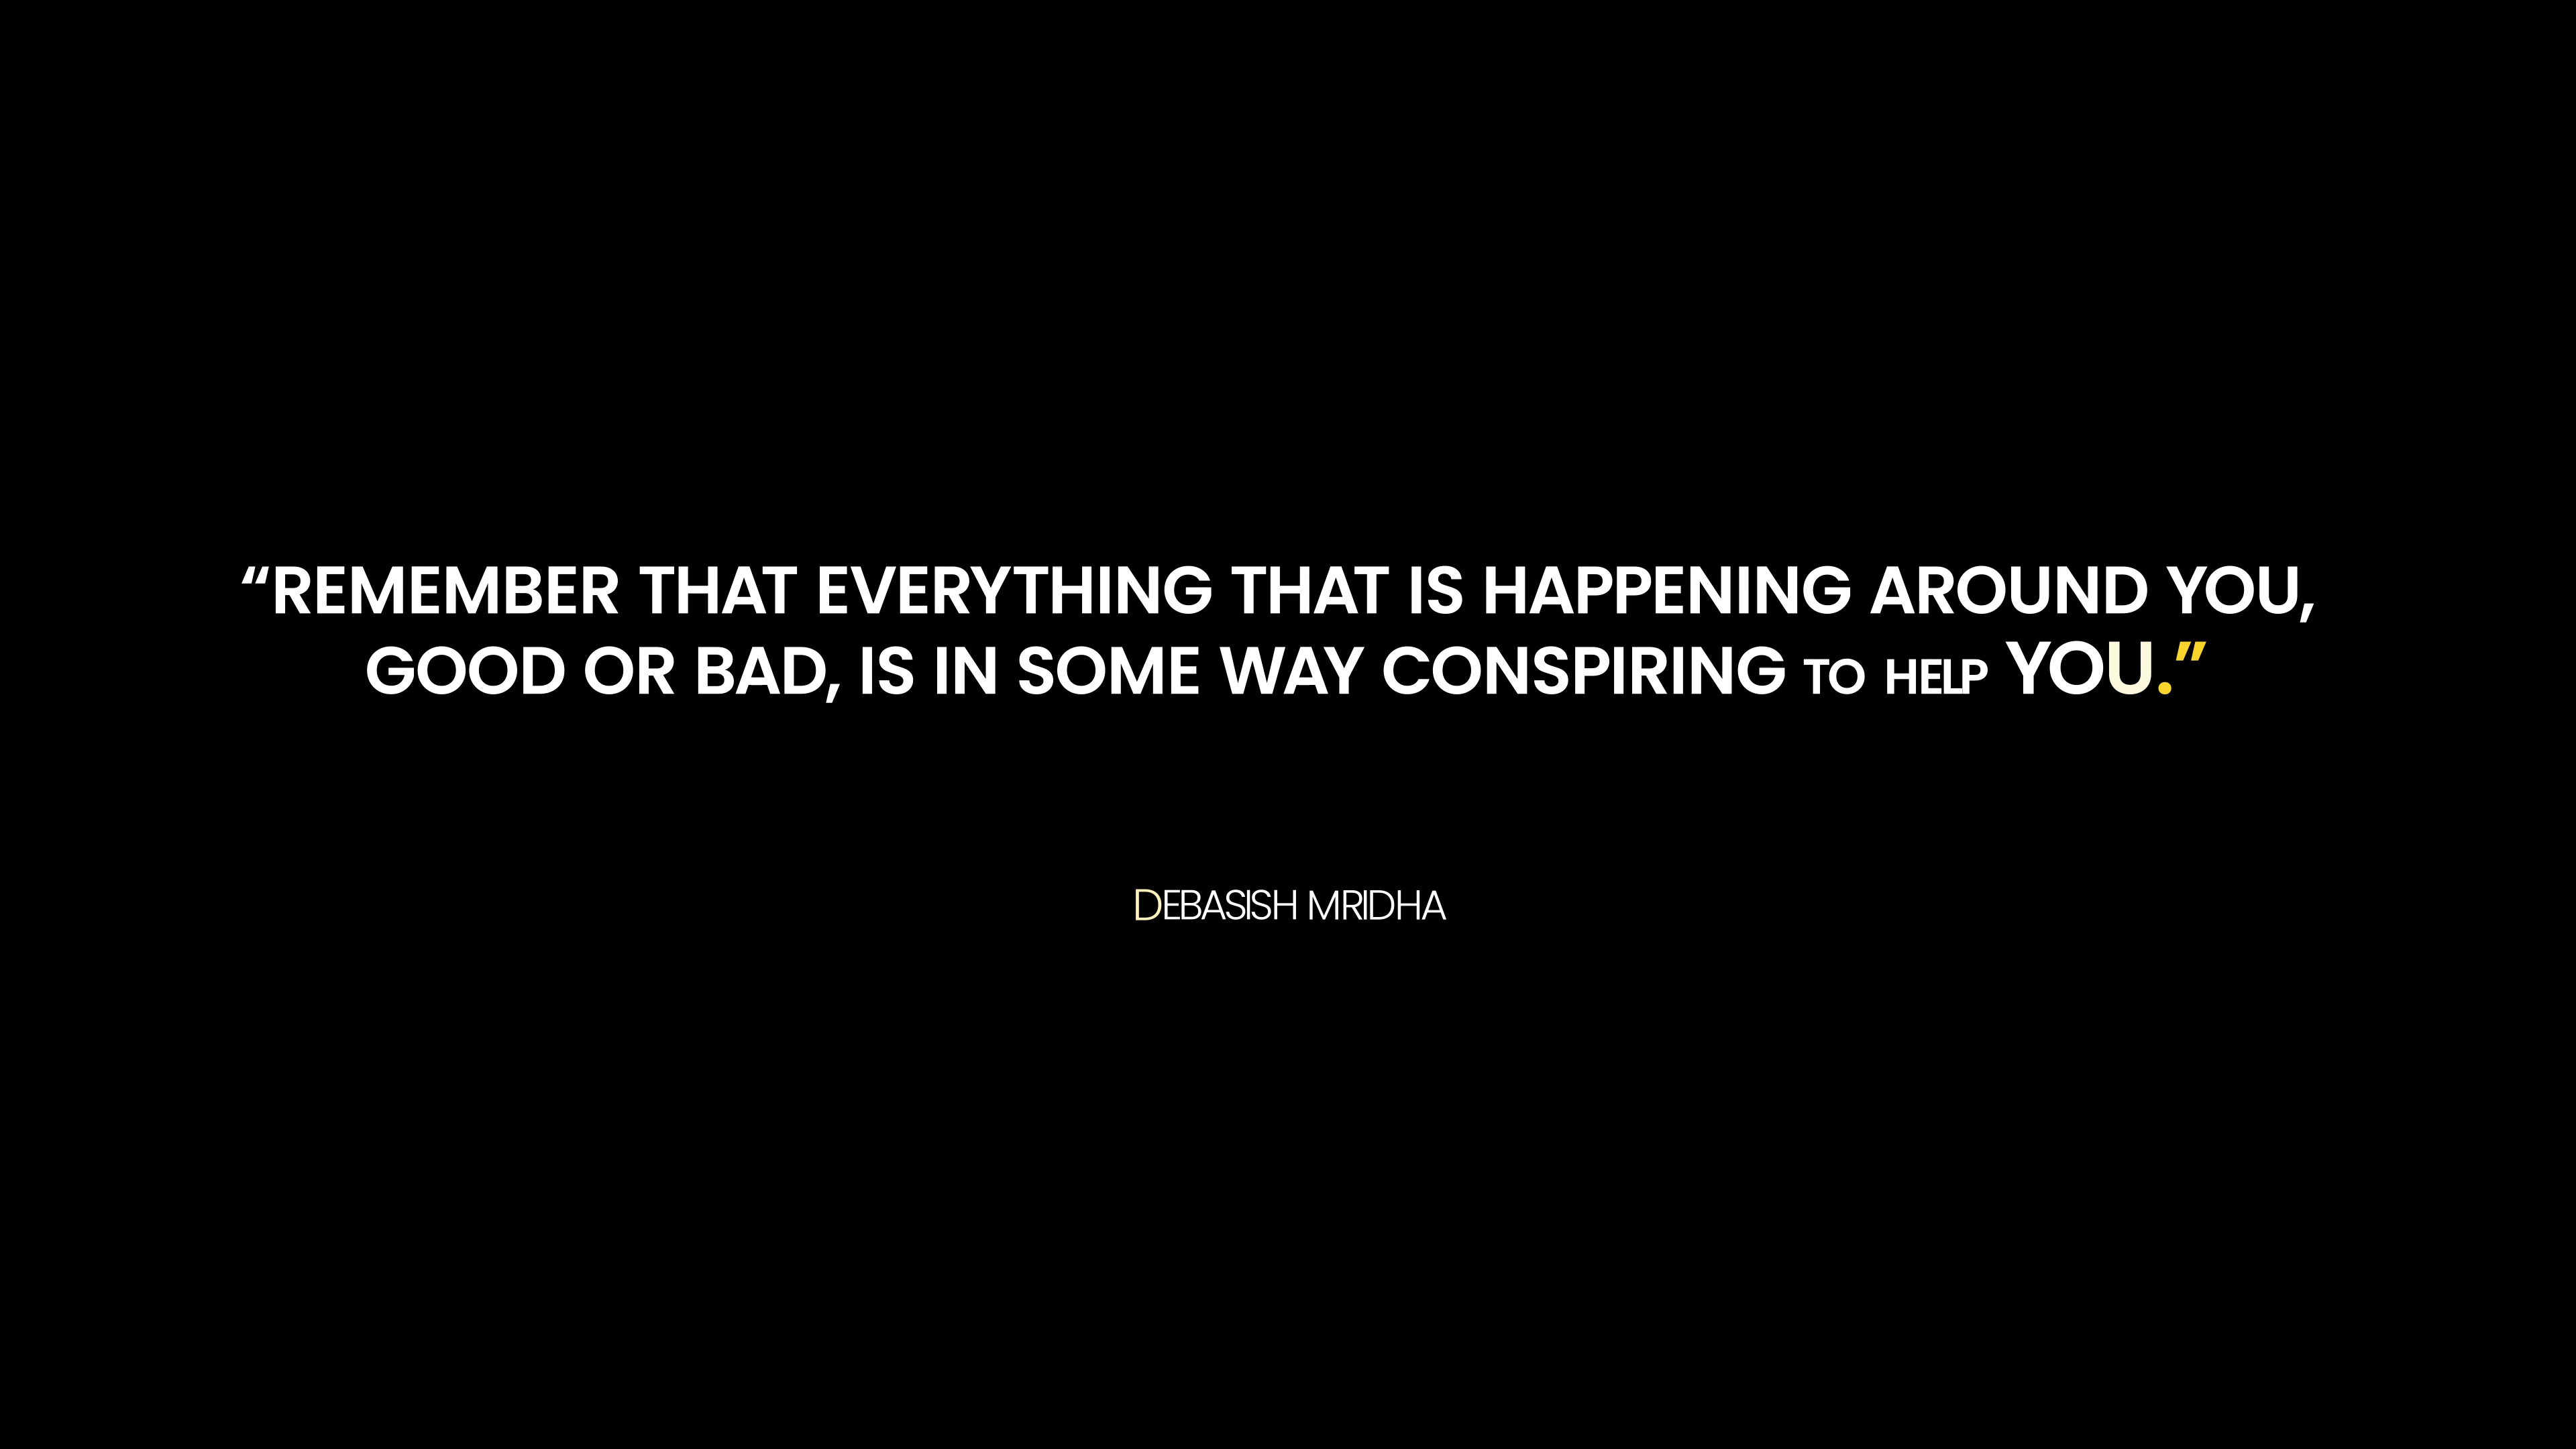 “REMEMBER THAT EVERYTHING THAT IS HAPPENING AROUND YOU,
GOOD OR BAD, IS IN SOME WAY CONSPIRING TO HELP YOU.”
DEBASISH MRIDHA